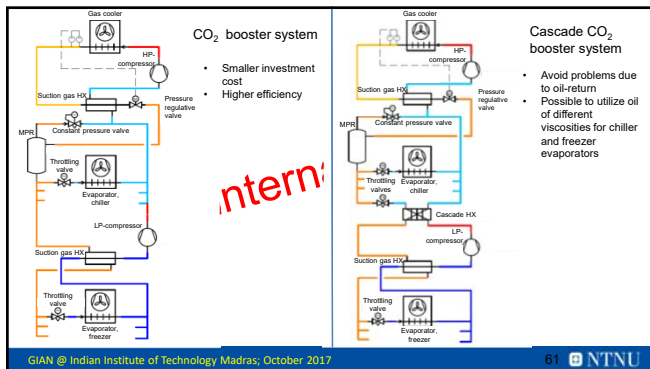 Gas cooler
CO2 booster system
HP-
compressor
• Smaller investment
cost
• Higher efficiency
Suction gas HX
Pressure
regulative
valve
MPR
Constant pressure valve
Throttling
valve
Evaporator,
chiller
LP-compressor
Suction gas HX
Throttling
valve
Evaporator,
freezer
Gas cooler
Cascade CO2
booster system
HP-
compressor
• Avoid problems due
to oil-return
• Possible to utilize oil
of different
viscosities for chiller
and freezer
evaporators
Suction gas HX
Pressure
regulative
valve
MPR
Constant pressure valve
Throttling
valves
Evaporator,
chiller
Cascade HX
LP-
compressor
Suction gas HX
Throttling
valve
Evaporator,
freezer
GIAN @ Indian Institute of Technology Madras; October 2017
61 NTNU